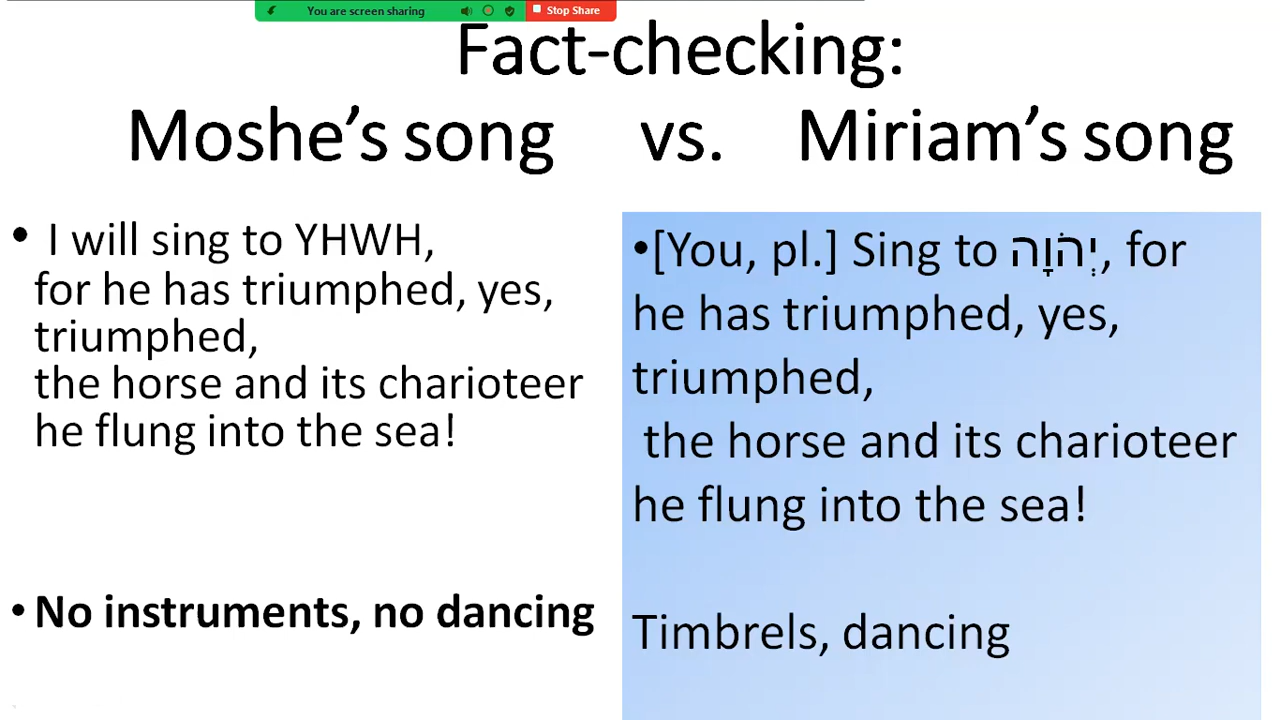 You are screen sharing
Stop Share
Fact-checking:
Moshe’s song vs. Miriam’s song
• I will sing to YHWH,
for he has triumphed, yes,
triumphed,
the horse and its charioteer
he flung into the sea!
• No instruments, no dancing
•[You, pl.] Sing to יְהֹוָה, for
he has triumphed, yes,
triumphed,
the horse and its charioteer
he flung into the sea!
Timbrels, dancing